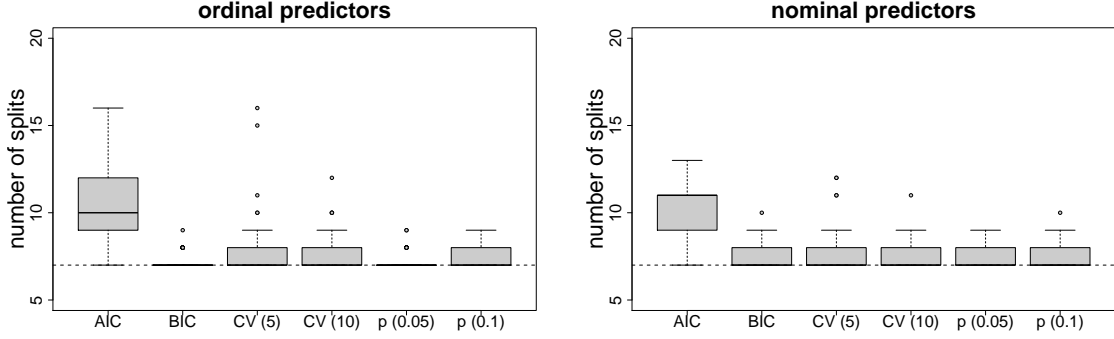 ordinal predictors
number of splits
20
15
10
5
AIC BIC CV (5) CV (10) p (0.05) p (0.1)
nominal predictors
number of splits
20
15
10
5
AIC BIC CV (5) CV (10) p (0.05) p (0.1)